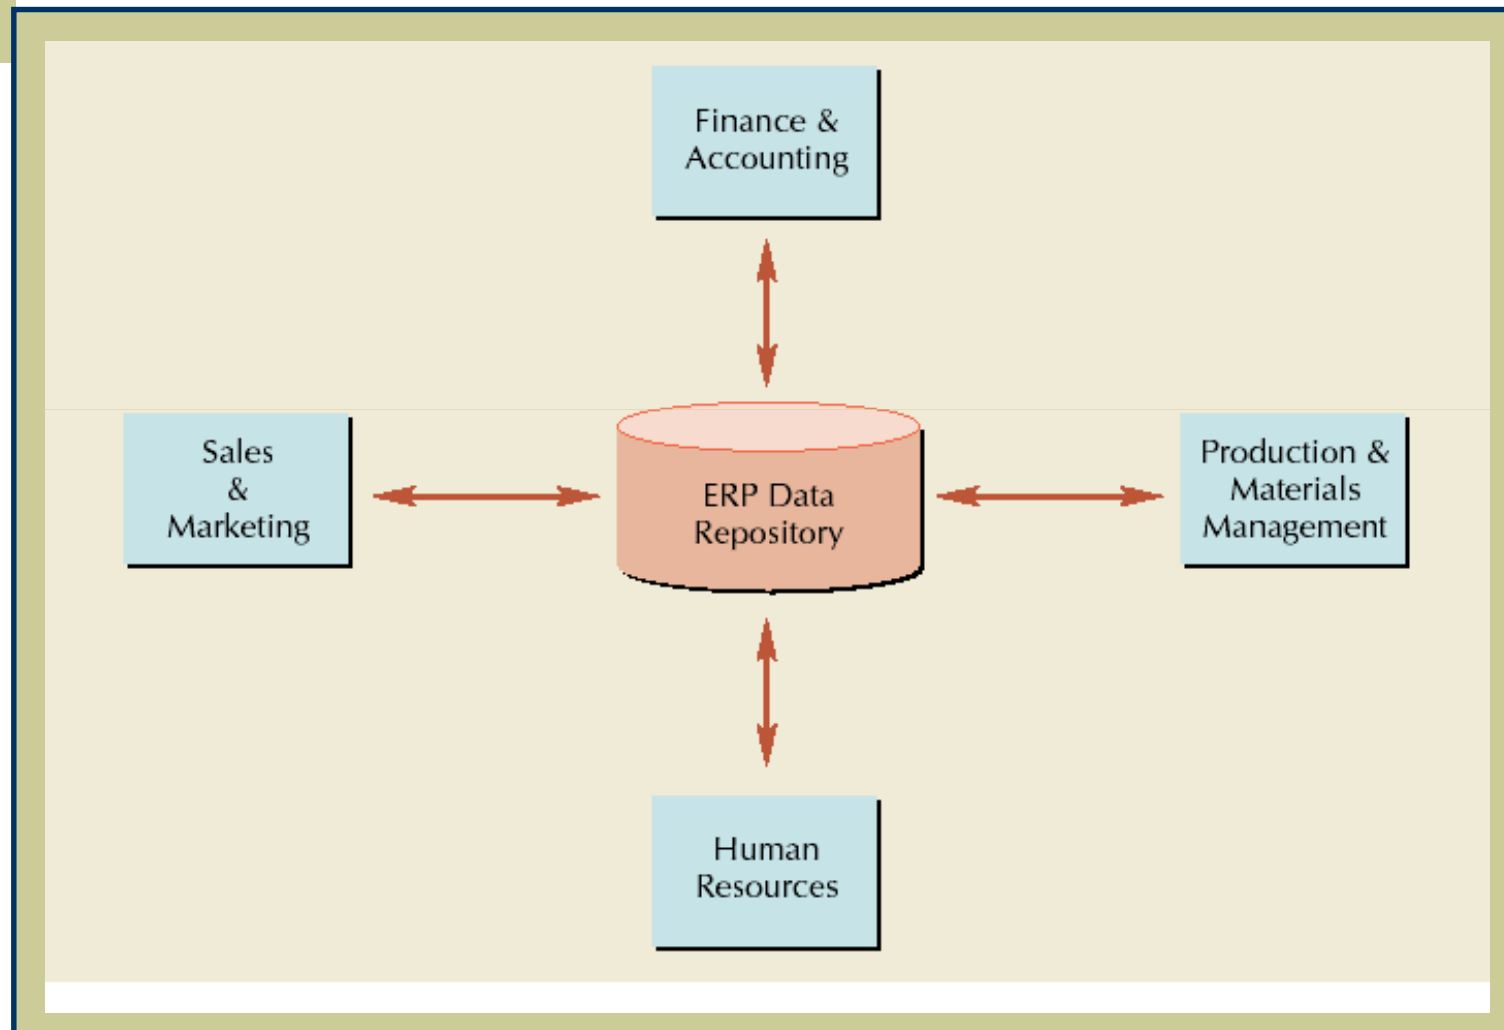 Finance &
Accounting
Sales
&
Marketing
ERP Data
Repository
Production &
Materials
Management
Human
Resources